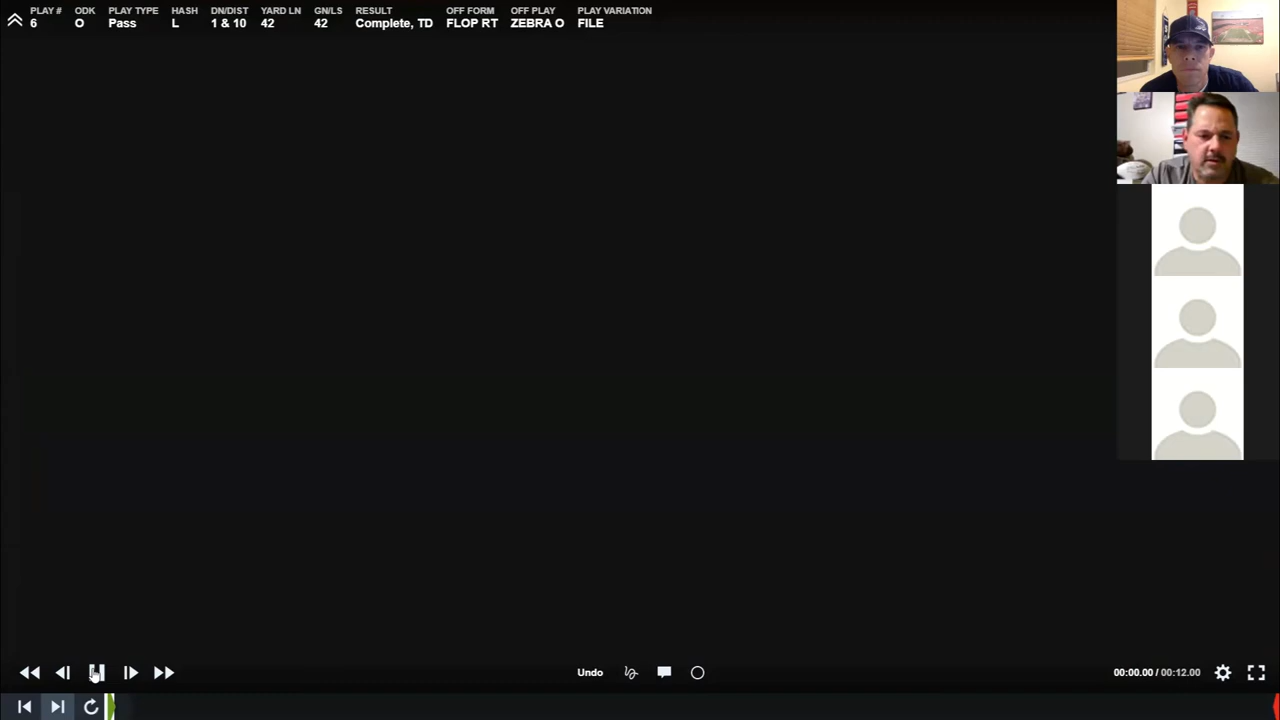 PLAY # ODK PLAY TYPE HASH DN/DIST YARD LN GN/LS RESULT OFF FORM OFF PLAY PLAY VARIATION
6 O Pass L 1 & 10 42 42 Complete, TD FLOP RT ZEBRA O FILE
Undo 00:00.00 / 00:12.00